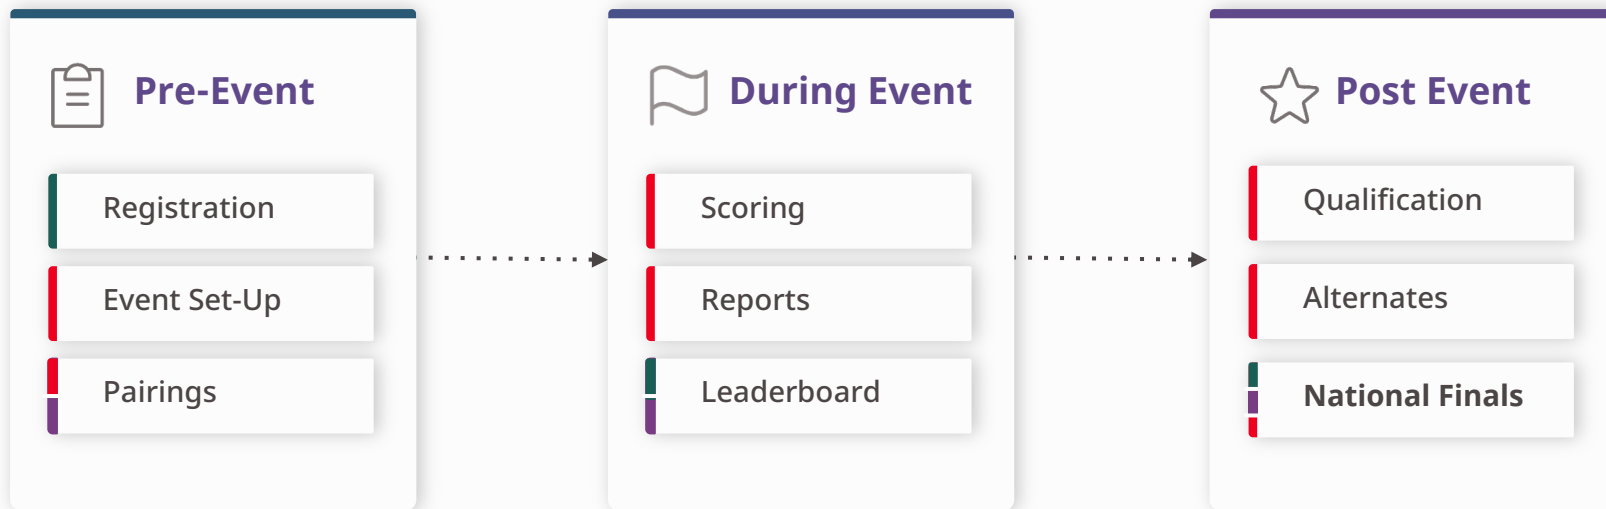 Pre-Event
Registration
Event Set-Up
Pairings
During Event
Scoring
Reports
Leaderboard
Post Event
Qualification
Alternates
National Finals